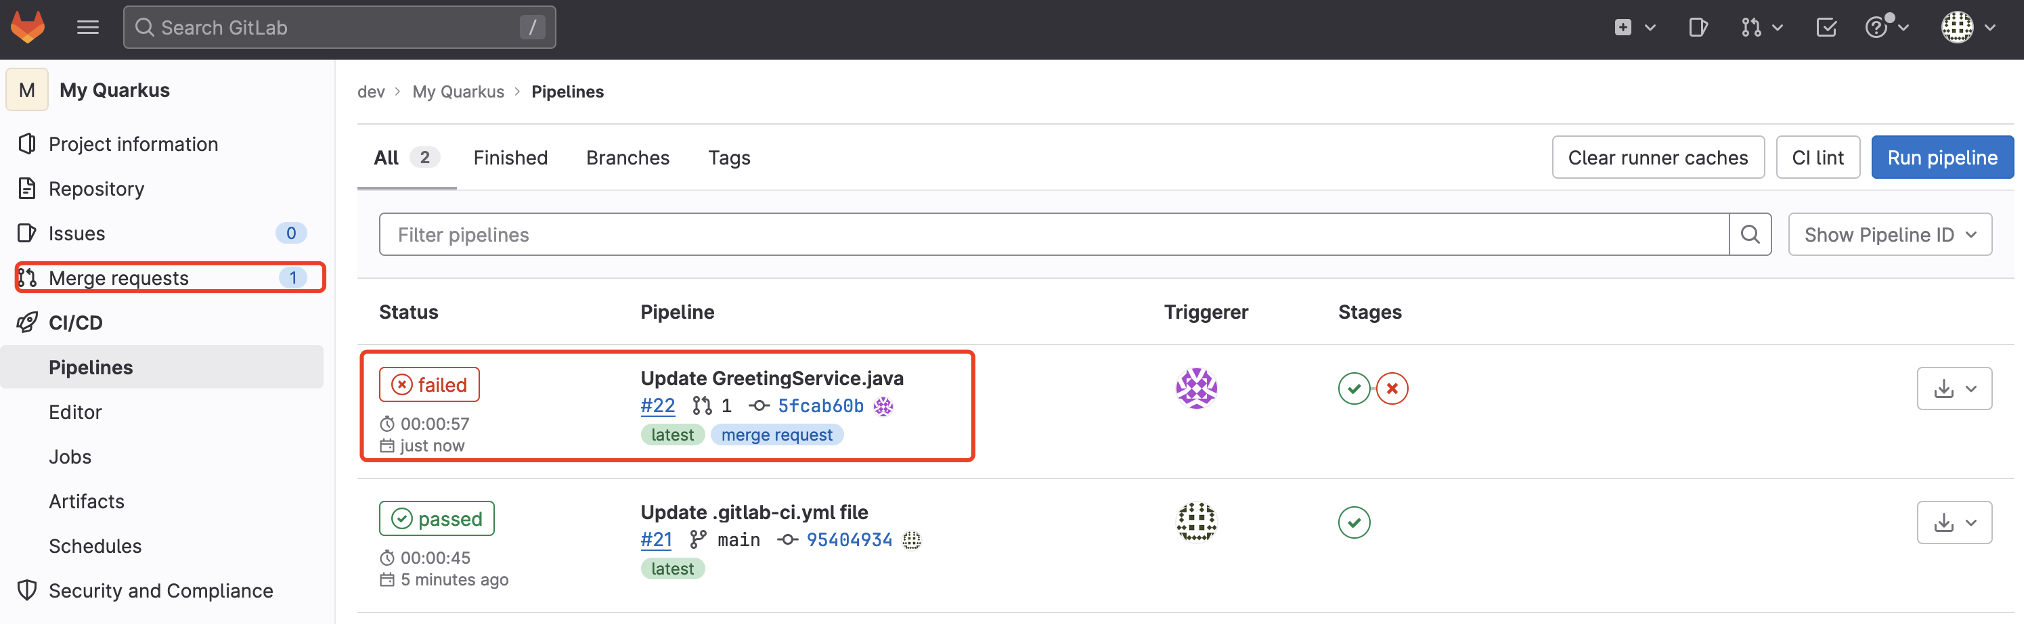 Search GitLab /
M My Quarkus
Project information
Repository
Issues 0
Merge requests 1
CI/CD
Pipelines
Editor
Jobs
Artifacts
Schedules
Security and Compliance
dev > My Quarkus > Pipelines
All 2 Finished Branches Tags
Clear runner caches CI lint Run pipeline
Filter pipelines Show Pipeline ID
Status Pipeline Triggerer Stages
failed Update GreetingService.java
#22 1 5fcab60b
00:00:57
latest merge request
just now
passed Update .gitlab-ci.yml file
#21 main 95404934
00:00:45
latest
5 minutes ago